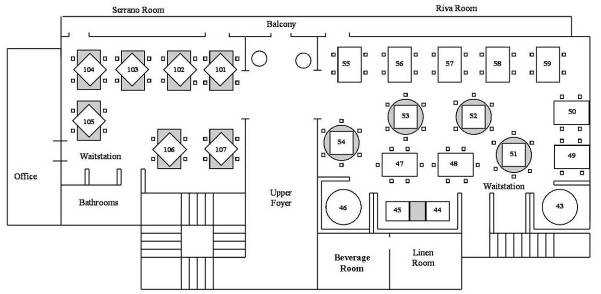 Serrano Room
Riva Room
Balcony
104 103 102 101
55 56 57 58 59
105
53 52
50
106 107
54
51
49
Waitstation
47 48
Office
Waitstation
Bathrooms
Upper
Foyer
46
45 44
43
Beverage
Room
Linen
Room